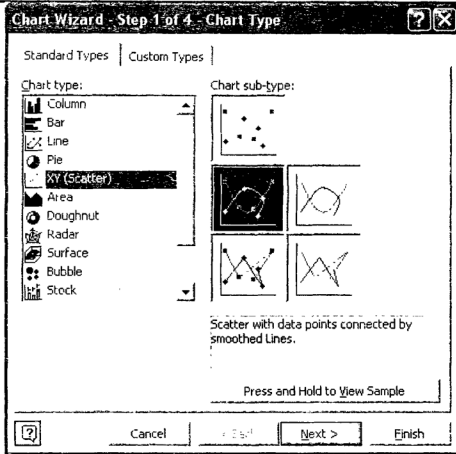 Chart Wizard - Step 1 of 4 - Chart Type
Standard Types Custom Types
Chart type:
Column
Bar
Line
Pie
XY (Scatter)
Area
Doughnut
Radar
Surface
Bubble
Stock
Chart sub-type:
Scatter with data points connected by
smoothed Lines.
Press and Hold to View Sample
Cancel < Back Next > Finish